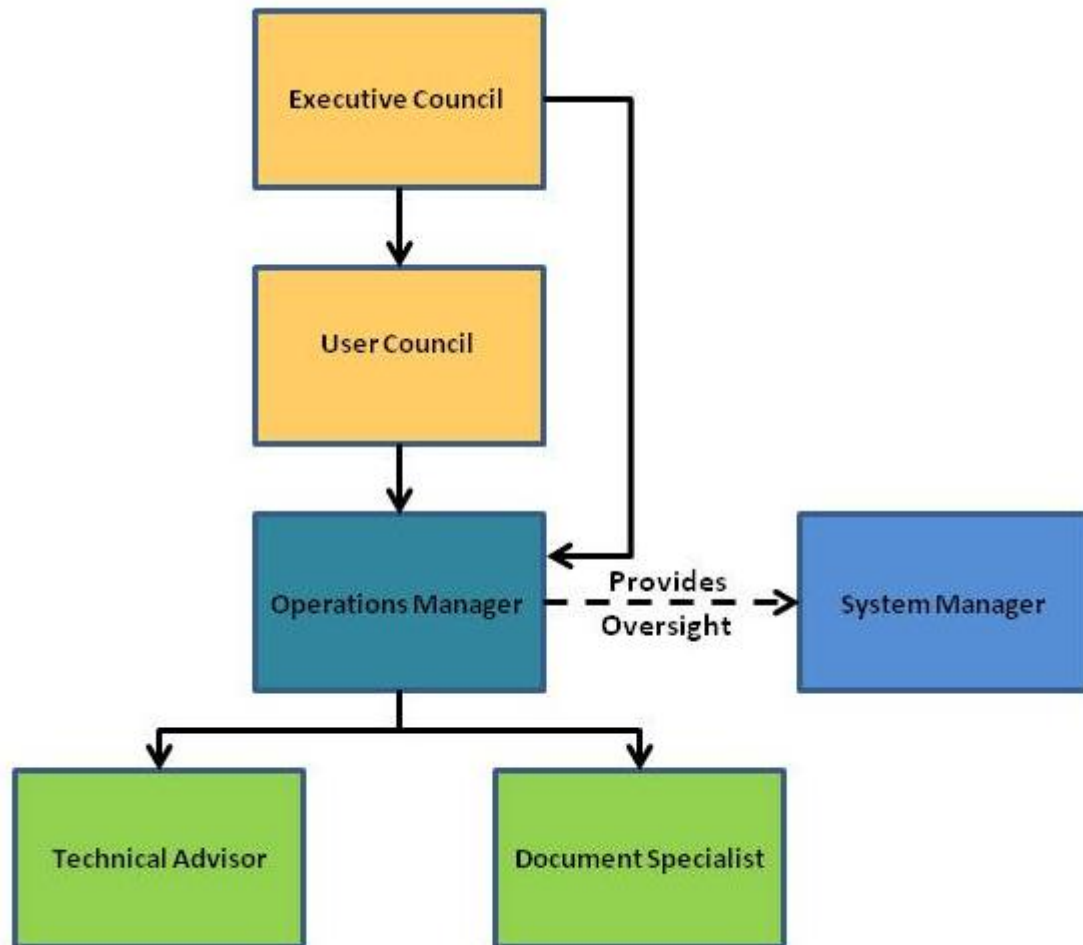 Executive Council
User Council
Operations Manager
Provides
Oversight
System Manager
Technical Advisor
Document Specialist